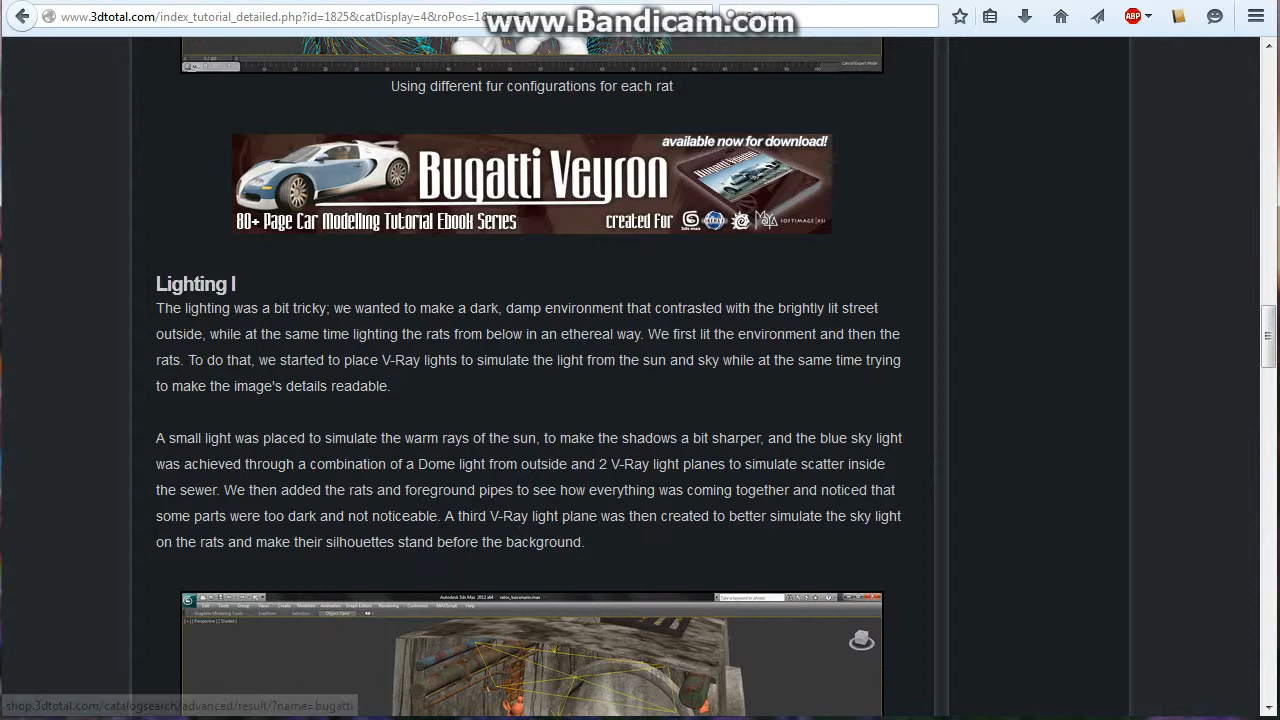 www.3dtotal.com/index_tutorial_detailed.php?id=1825&catDisplay=4&roPos=1
www.Bandicam.com
ABP
Using different fur configurations for each rat
available now for download!
Bugatti Veyron
80+ Page Car Modelling Tutorial Ebook Series
created for
Lighting I
The lighting was a bit tricky; we wanted to make a dark, damp environment that contrasted with the brightly lit street
outside, while at the same time lighting the rats from below in an ethereal way. We first lit the environment and then the
rats. To do that, we started to place V-Ray lights to simulate the light from the sun and sky while at the same time trying
to make the image's details readable.
A small light was placed to simulate the warm rays of the sun, to make the shadows a bit sharper, and the blue sky light
was achieved through a combination of a Dome light from outside and 2 V-Ray light planes to simulate scatter inside
the sewer. We then added the rats and foreground pipes to see how everything was coming together and noticed that
some parts were too dark and not noticeable. A third V-Ray light plane was then created to better simulate the sky light
on the rats and make their silhouettes stand before the background.
shop.3dtotal.com/catalogsearch/advanced/result/?name=bugatti